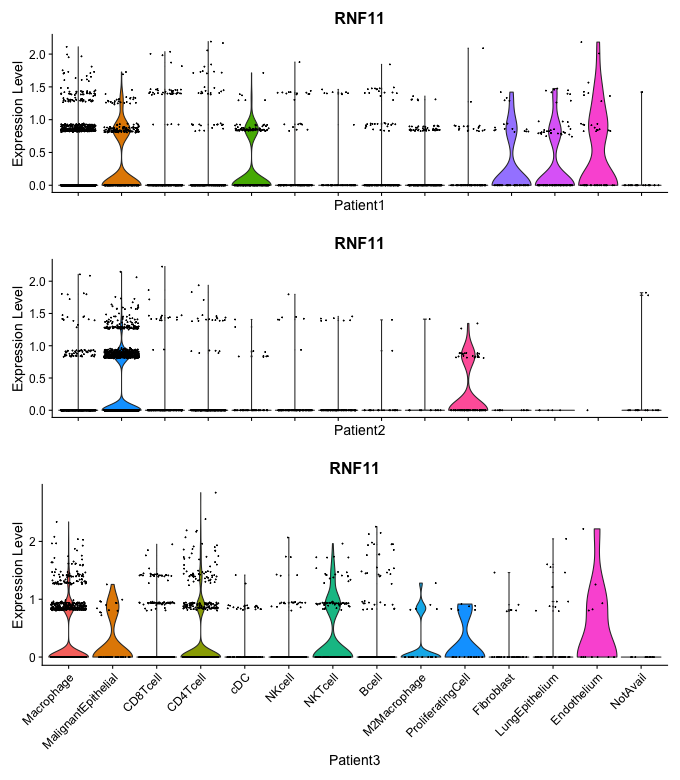 RNF11
Expression Level
2.0
1.5
1.0
0.5
0.0
Patient1
RNF11
Expression Level
2.0
1.5
1.0
0.5
0.0
Patient2
RNF11
Expression Level
2
1
0
Macrophage
MalignantEpithelial
CD8Tcell
CD4Tcell
cDC
NKcell
NKTcell
Bcell
M2Macrophage
ProliferatingCell
Fibroblast
LungEpithelium
Endothelium
NotAvail
Patient3